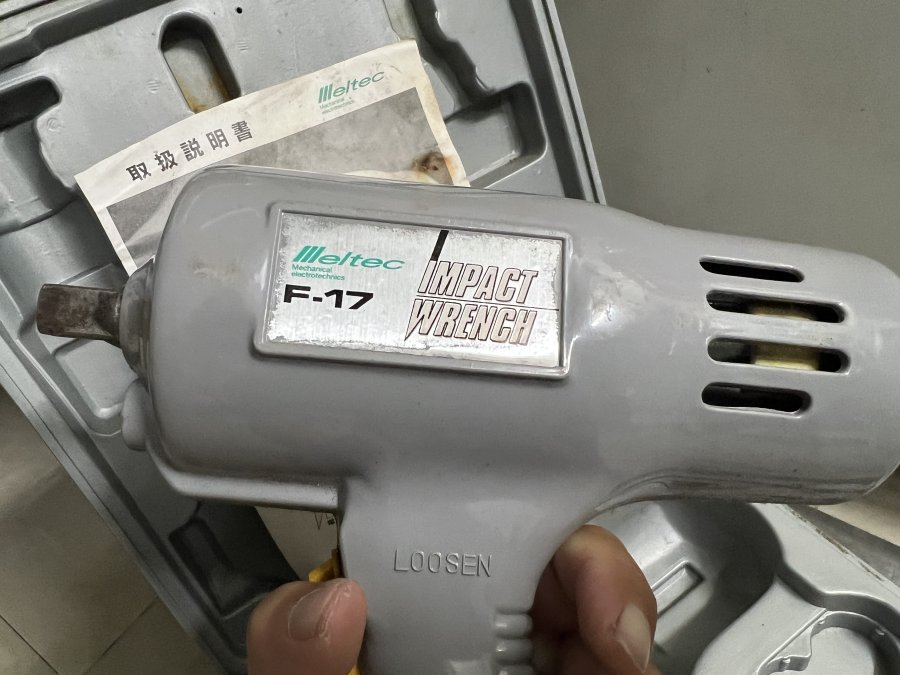 Meltec
Mechanical
electrotechnics
取扱説明書
Meltec
Mechanical
electrotechnics
F-17
IMPACT
WRENCH
LOOSEN